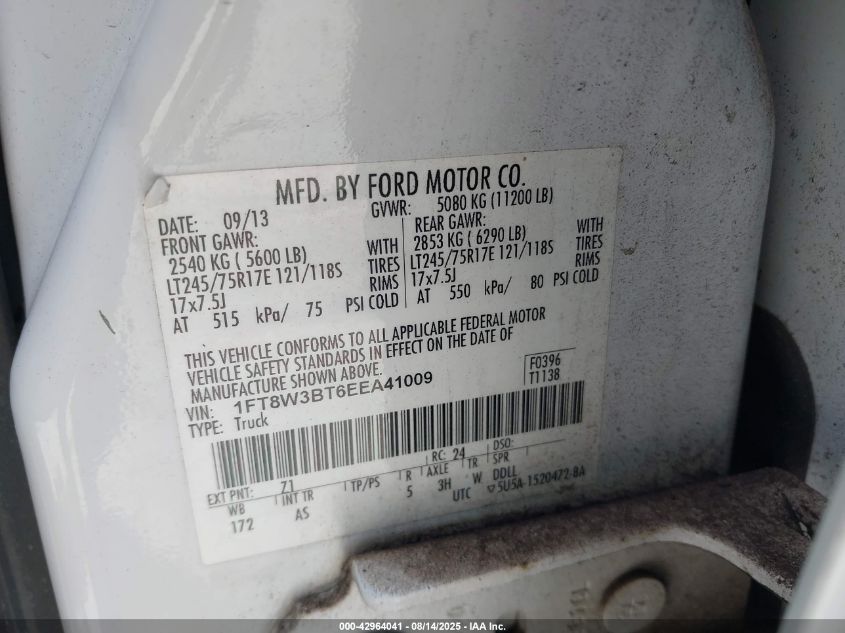 MFD. BY FORD MOTOR CO.
DATE: 09/13 GVWR: 5080 KG (11200 LB)
FRONT GAWR: REAR GAWR:
2540 KG ( 5600 LB) WITH 2853 KG ( 6290 LB) WITH
LT245/75R17E 121/118S TIRES LT245/75R17E 121/118S TIRES
17x7.5J RIMS 17x7.5J RIMS
AT 515 kPa/ 75 PSI COLD AT 550 kPa/ 80 PSI COLD
THIS VEHICLE CONFORMS TO ALL APPLICABLE FEDERAL MOTOR
VEHICLE SAFETY STANDARDS IN EFFECT ON THE DATE OF
MANUFACTURE SHOWN ABOVE.
VIN: 1FT8W3BT6EEA41009 F0396
TYPE: Truck T1138
EXT PNT: Z1 RC: 24 DSO:
WB INT TR TP/PS R AXLE TR SPR
172 AS 5 3H W DDLL
UTC 5U5A-1520472-BA
000-42964041 - 08/14/2025 - IAA Inc.